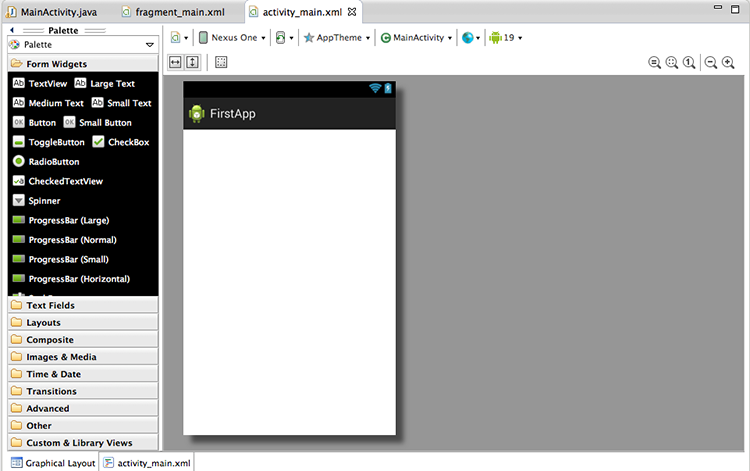 MainActivity.java fragment_main.xml activity_main.xml
Palette
Palette
Nexus One AppTheme MainActivity 19
Form Widgets
Ab TextView Ab Large Text
Ab Medium Text Ab Small Text
OK Button OK Small Button
ToggleButton CheckBox
RadioButton
CheckedTextView
Spinner
ProgressBar (Large)
ProgressBar (Normal)
ProgressBar (Small)
ProgressBar (Horizontal)
Text Fields
Layouts
Composite
Images & Media
Time & Date
Transitions
Advanced
Other
Custom & Library Views
FirstApp
Graphical Layout activity_main.xml